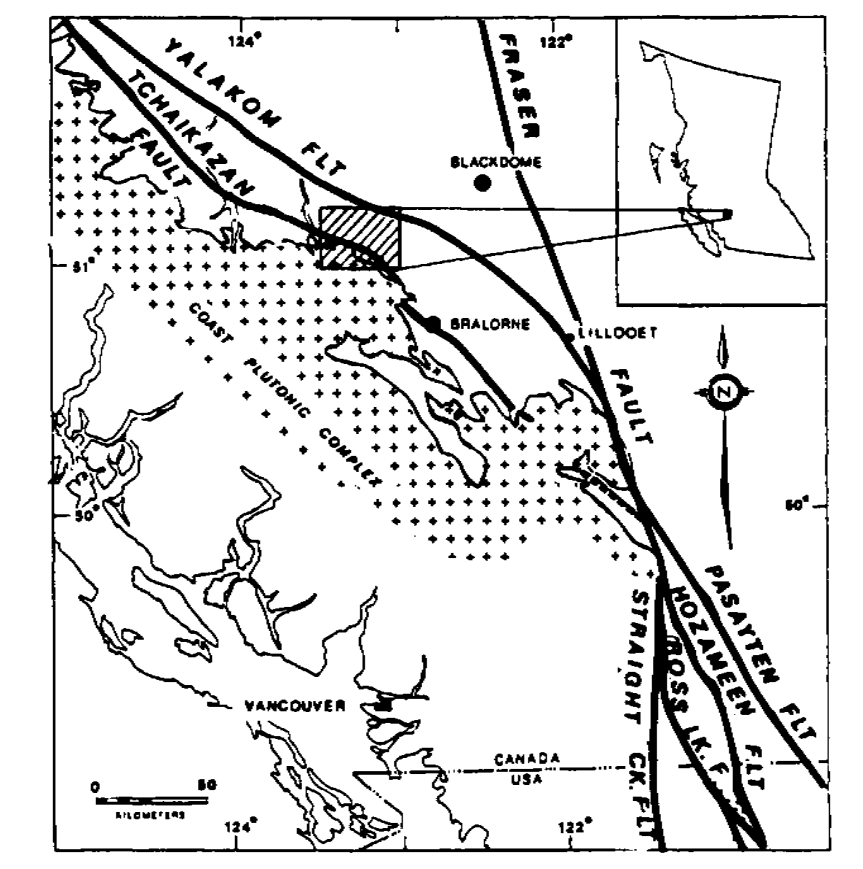 124°
122°
YALAKOM FLT
TCHAIKAZAN FAULT
FRASER FAULT
BLACKDOME
51°
BRALORNE
LILLOOET
COAST PLUTONIC COMPLEX
N
50°
50°
PASAYTEN FLT
HOZAMEEN FLT
ROSS LK. F.
STRAIGHT CK. FLT
VANCOUVER
CANADA
USA
0 50
KILOMETERS
124°
122°